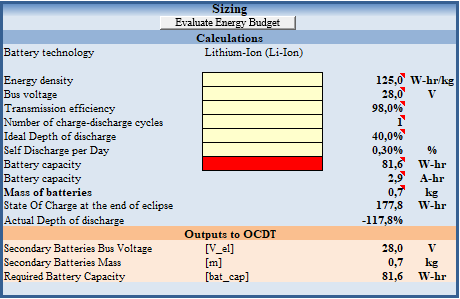 Sizing
Evaluate Energy Budget
Calculations
Battery technology Lithium-Ion (Li-Ion)
Energy density 125,0 W-hr/kg
Bus voltage 28,0 V
Transmission efficiency 98,0%
Number of charge-discharge cycles 1
Ideal Depth of discharge 40,0%
Self Discharge per Day 0,30% %
Battery capacity 81,6 W-hr
Battery capacity 2,9 A-hr
Mass of batteries 0,7 kg
State Of Charge at the end of eclipse 177,8 W-hr
Actual Depth of discharge -117,8%
Outputs to OCDT
Secondary Batteries Bus Voltage [V_el] 28,0 V
Secondary Batteries Mass [m] 0,7 kg
Required Battery Capacity [bat_cap] 81,6 W-hr